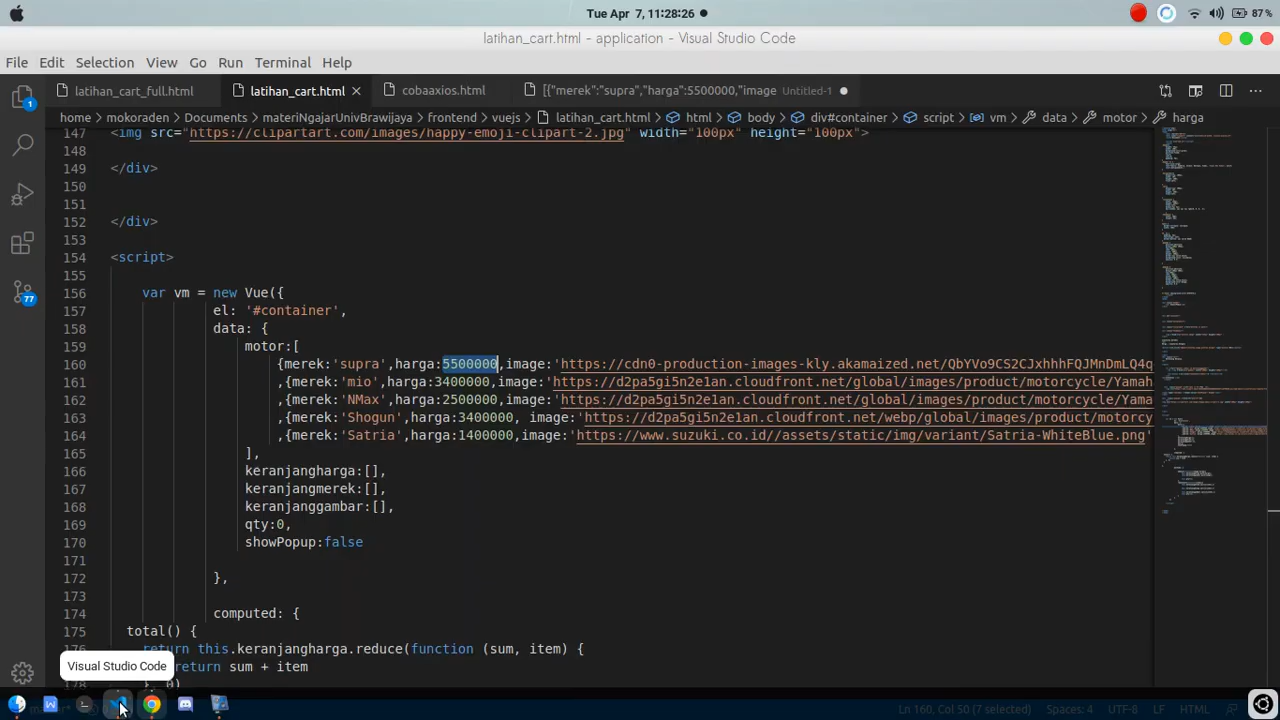 Tue Apr 7, 11:28:26
87 %
latihan_cart.html - application - Visual Studio Code
File Edit Selection View Go Run Terminal Help
latihan_cart_full.html
latihan_cart.html
cobaaxios.html
[{"merek":"supra","harga":5500000,"image Untitled-1
home > mokoraden > Documents > materiNgajarUnivBrawijaya > frontend > vuejs > latihan_cart.html > html > body > div#container > script > vm > data > motor > harga
147 <img src="https://clipartart.com/images/happy-emoji-clipart-2.jpg" width="100px" height="100px">
148
149 </div>
150
151
152 </div>
153
154 <script>
155
156 var vm = new Vue({
157 el: '#container',
158 data: {
159 motor:[
160 {merek:'supra',harga:5500000,image:'https://cdn0-production-images-kly.akamaized.net/QbYVo9CS2CJxhhhFQJMnDmLQ4q
161 ,{merek:'mio',harga:3400000,image:'https://d2pa5gi5n2e1an.cloudfront.net/global/images/product/motorcycle/Yamah
162 ,{merek:'NMax',harga:2500000,image:'https://d2pa5gi5n2e1an.cloudfront.net/global/images/product/motorcycle/Yama
163 ,{merek:'Shogun',harga:3400000, image:'https://d2pa5gi5n2e1an.cloudfront.net/webp/global/images/product/motorcy
164 ,{merek:'Satria',harga:1400000,image:'https://www.suzuki.co.id//assets/static/img/variant/Satria-WhiteBlue.png'
165 ],
166 keranjangharga:[],
167 keranjangmerek:[],
168 keranjanggambar:[],
169 qty:0,
170 showPopup:false
171
172 },
173
174 computed: {
175 total() {
176 return this.keranjangharga.reduce(function (sum, item) {
return sum + item
178 }, 0)
1
77
Visual Studio Code
Ln 160, Col 50 (7 selected) Spaces: 4 UTF-8 LF HTML